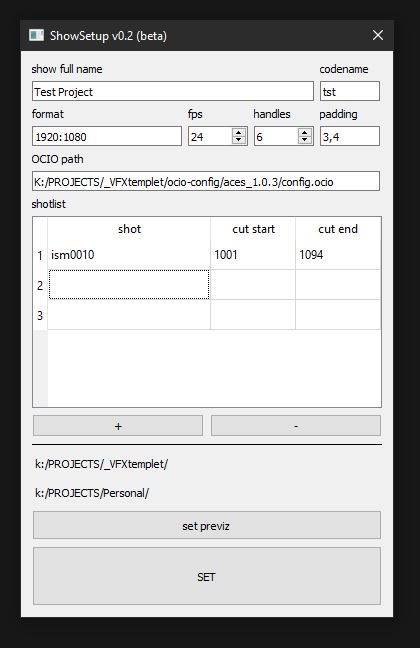 ShowSetup v0.2 (beta)
show full name codename
Test Project tst
format fps handles padding
1920:1080 24 6 3,4
OCIO path
K:/PROJECTS/_VFXtemplet/ocio-config/aces_1.0.3/config.ocio
shotlist
shot cut start cut end
1 ism0010 1001 1094
2
3
+ -
k:/PROJECTS/_VFXtemplet/
k:/PROJECTS/Personal/
set previz
SET